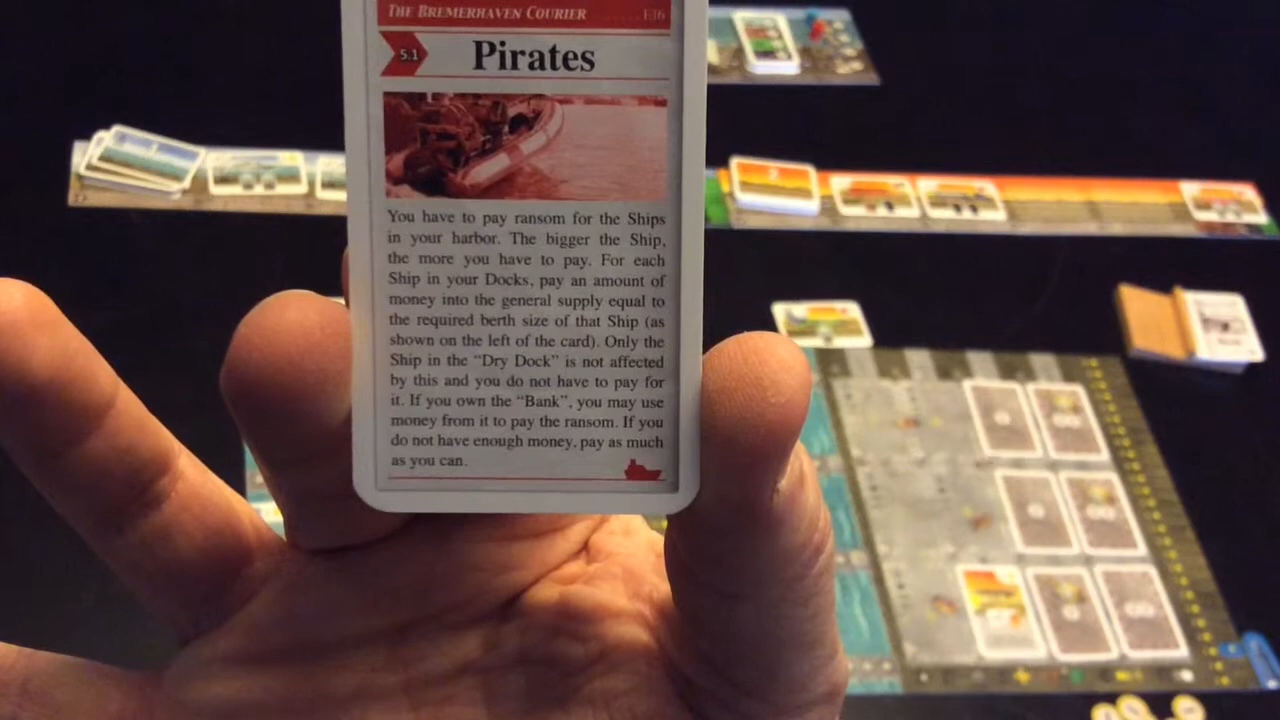 THE BREMERHAVEN COURIER ...... E36
5.1
Pirates
You have to pay ransom for the Ships
in your harbor. The bigger the Ship,
the more you have to pay. For each
Ship in your Docks, pay an amount of
money into the general supply equal to
the required berth size of that Ship (as
shown on the left of the card). Only the
Ship in the “Dry Dock” is not affected
by this and you do not have to pay for
it. If you own the “Bank”, you may use
money from it to pay the ransom. If you
do not have enough money, pay as much
as you can.